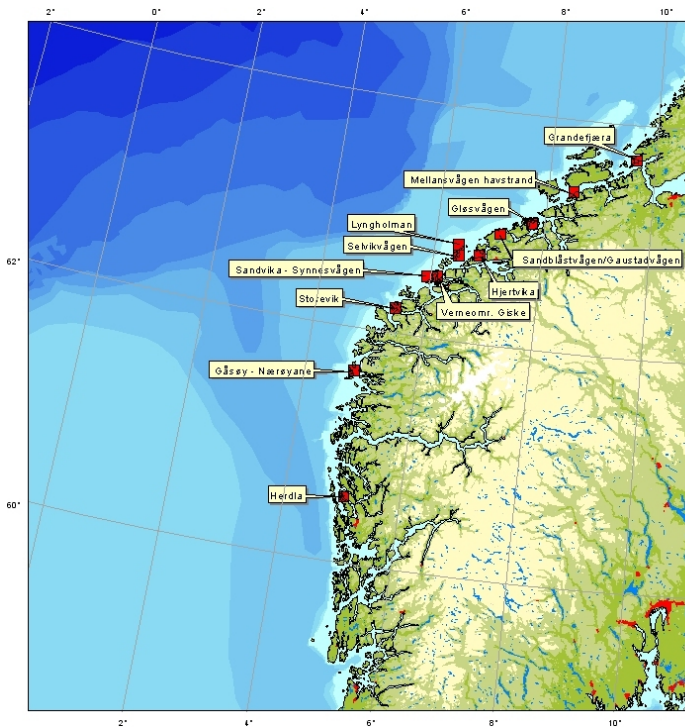 2° 0° 2° 4° 6° 8° 10°
Grandefjæra
Mellansvågen havstrand
Gløsvågen
Lyngholman
Selvikvågen
62°
Sandblåstvågen/Gaustadvågen
Sandvika - Synnesvågen
Hjertvika
Storevik
Verneomr. Giske
Gåsøy - Nærøyane
Herdla
60°
2° 4° 6° 8° 10°